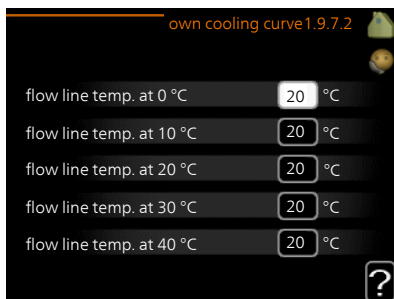 own cooling curve1.9.7.2
flow line temp. at 0 °C 20 °C
flow line temp. at 10 °C 20 °C
flow line temp. at 20 °C 20 °C
flow line temp. at 30 °C 20 °C
flow line temp. at 40 °C 20 °C
?